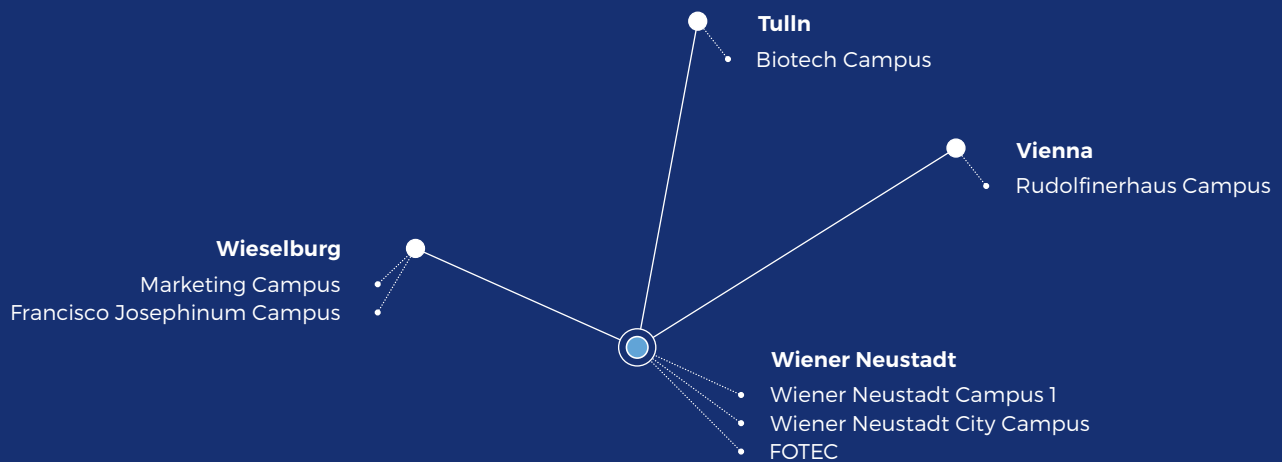 Tulln
Biotech Campus
Vienna
Rudolfinerhaus Campus
Wieselburg
Marketing Campus
Francisco Josephinum Campus
Wiener Neustadt
Wiener Neustadt Campus 1
Wiener Neustadt City Campus
FOTEC